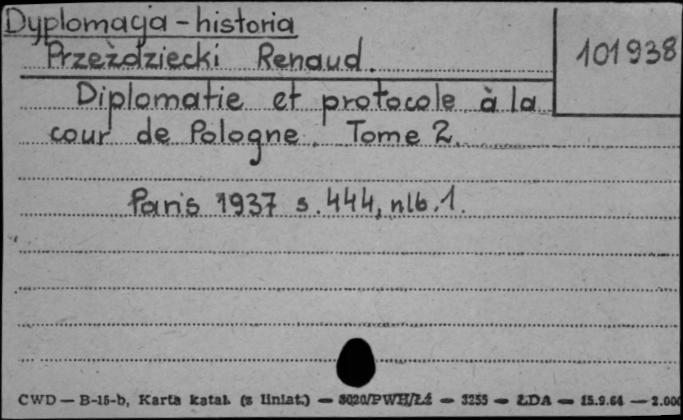 Dyplomacja - historia
Przeździecki Renaud.
101938
Diplomatie et protocole à la
cour de Pologne. Tome 2.
Paris 1937 s. 444, nlb. 1.
CWD — B-15-b, Karta katal. (z liniat.) — 8020/PWH/Łź — 3255 — ŁDA — 15.9.64 — 2.000